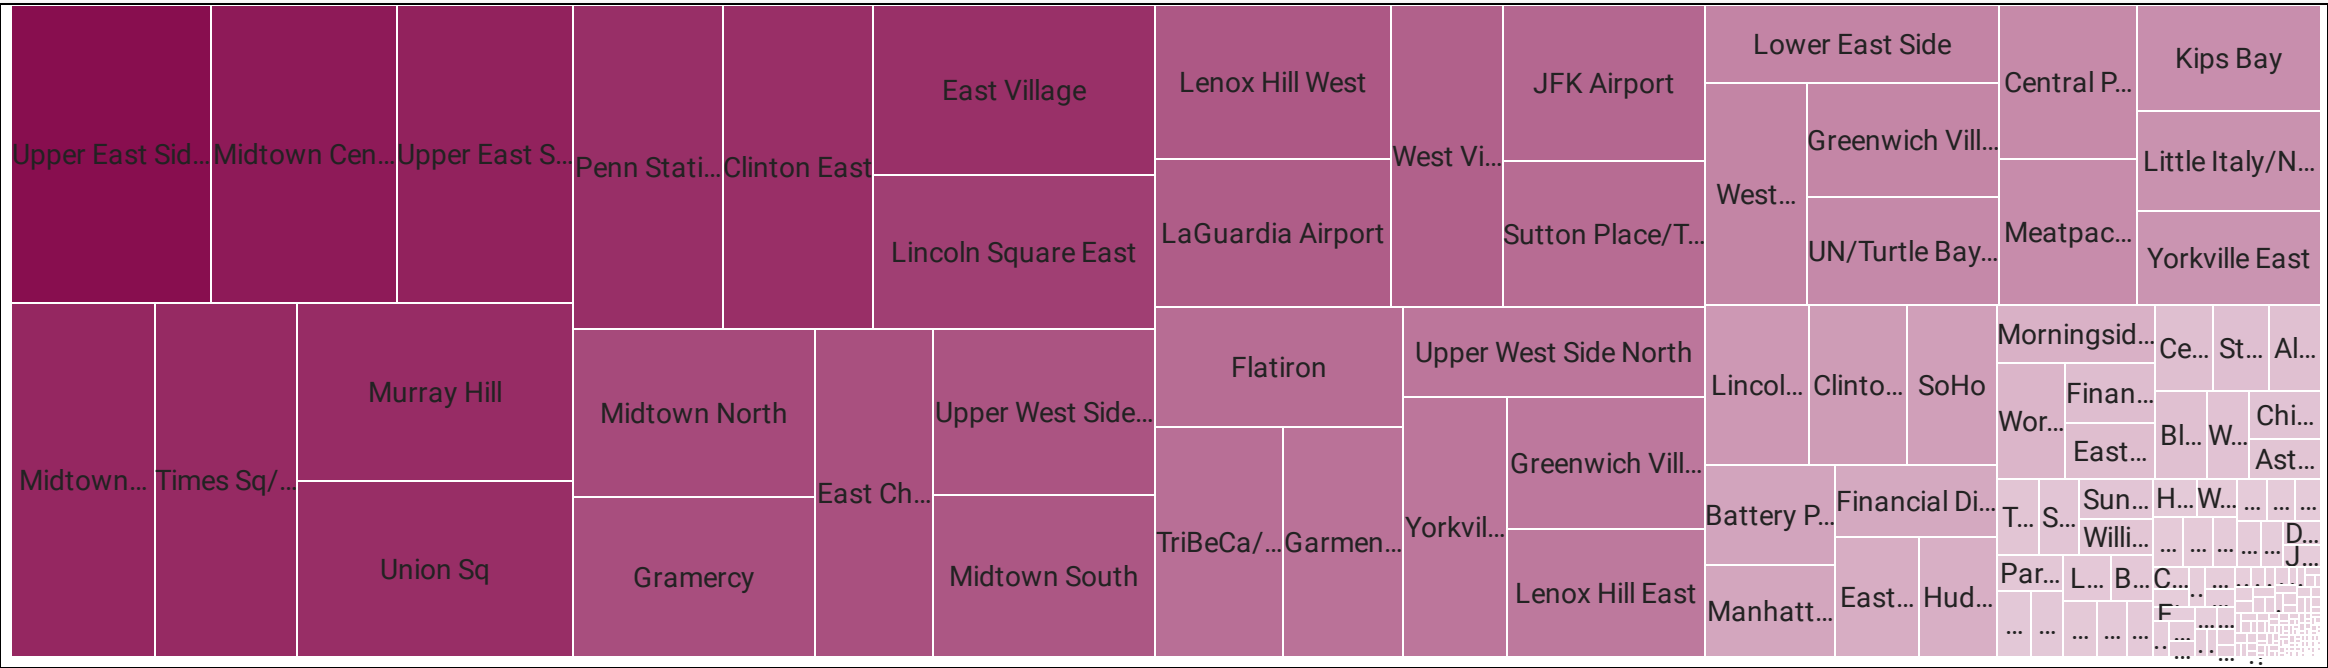 Upper East Sid...
Midtown Cen...
Upper East S...
Midtown...
Times Sq/...
Murray Hill
Union Sq
Penn Stati...
Clinton East
East Village
Lincoln Square East
Midtown North
Gramercy
East Ch...
Upper West Side...
Midtown South
Lenox Hill West
LaGuardia Airport
West Vi...
JFK Airport
Sutton Place/T...
Flatiron
TriBeCa/...
Garmen...
Upper West Side North
Yorkvil...
Greenwich Vill...
Lenox Hill East
Lower East Side
West...
Greenwich Vill...
UN/Turtle Bay...
Central P...
Meatpac...
Kips Bay
Little Italy/N...
Yorkville East
Lincol...
Clinto...
SoHo
Battery P...
Manhatt...
Financial Di...
East...
Hud...
Morningsid...
Wor...
Finan...
East...
Ce...
St...
Al...
Bl...
W...
Chi...
Ast...
T...
S...
Sun...
Willi...
Par...
L...
B...
H...
W...
D...
J...
C...